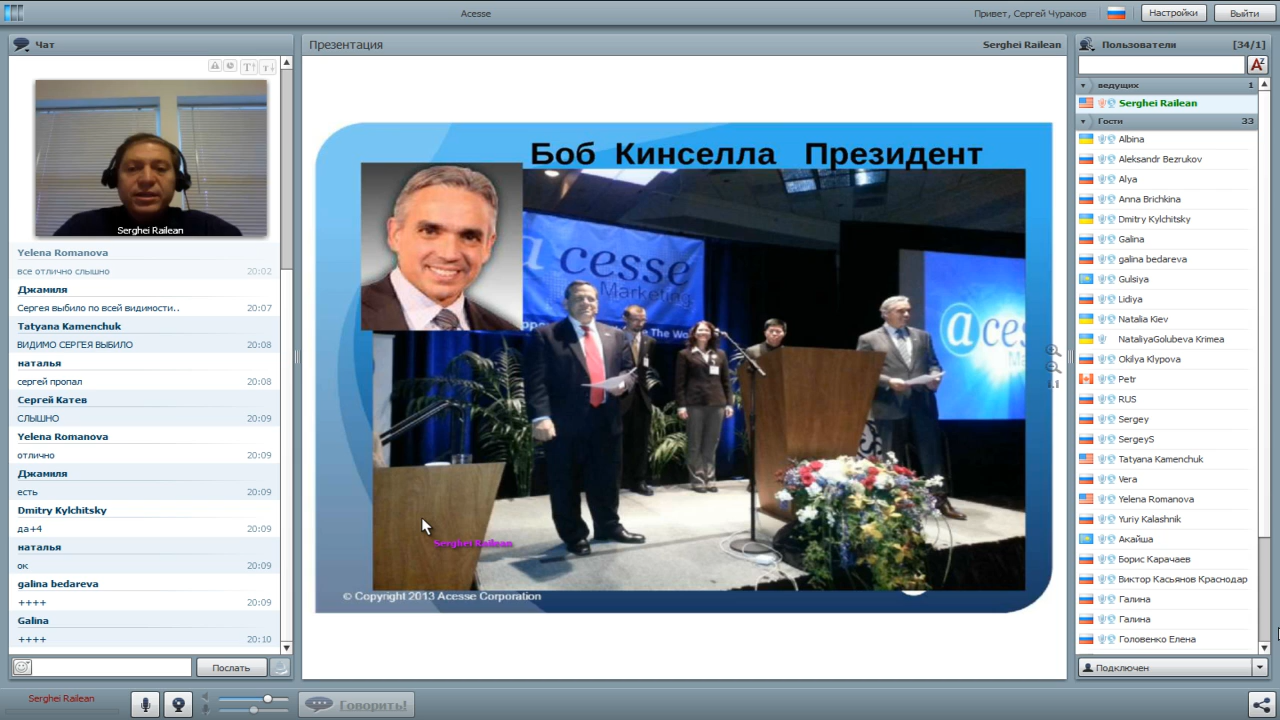 Acesse
Привет, Сергей Чураков
Настройки
Выйти
Чат
Serghei Railean
Yelena Romanova
все отлично слышно 20:02
Джамиля
Сергея выбило по всей видимости.. 20:07
Tatyana Kamenchuk
ВИДИМО СЕРГЕЯ ВЫБИЛО 20:08
наталья
сергей пропал 20:08
Сергей Катев
СЛЫШНО 20:09
Yelena Romanova
отлично 20:09
Джамиля
есть 20:09
Dmitry Kylchitsky
да+4 20:09
наталья
ок 20:09
galina bedareva
++++ 20:09
Galina
++++ 20:10
Послать
Презентация
Serghei Railean
Боб Кинселла Президент
acesse
Marketing
The Wo
acesse
Ma
Serghei Railean
© Copyright 2013 Acesse Corporation
1:1
Пользователи [34/1]
ведущих 1
Serghei Railean
Гости 33
Albina
Aleksandr Bezrukov
Alya
Anna Brichkina
Dmitry Kylchitsky
Galina
galina bedareva
Gulsiya
Lidiya
Natalia Kiev
NataliyaGolubeva Krimea
Okilya Klypova
Petr
RUS
Sergey
SergeyS
Tatyana Kamenchuk
Vera
Yelena Romanova
Yuriy Kalashnik
Акайша
Борис Карачаев
Виктор Касьянов Краснодар
Галина
Галина
Головенко Елена
Подключен
Serghei Railean
Говорить!